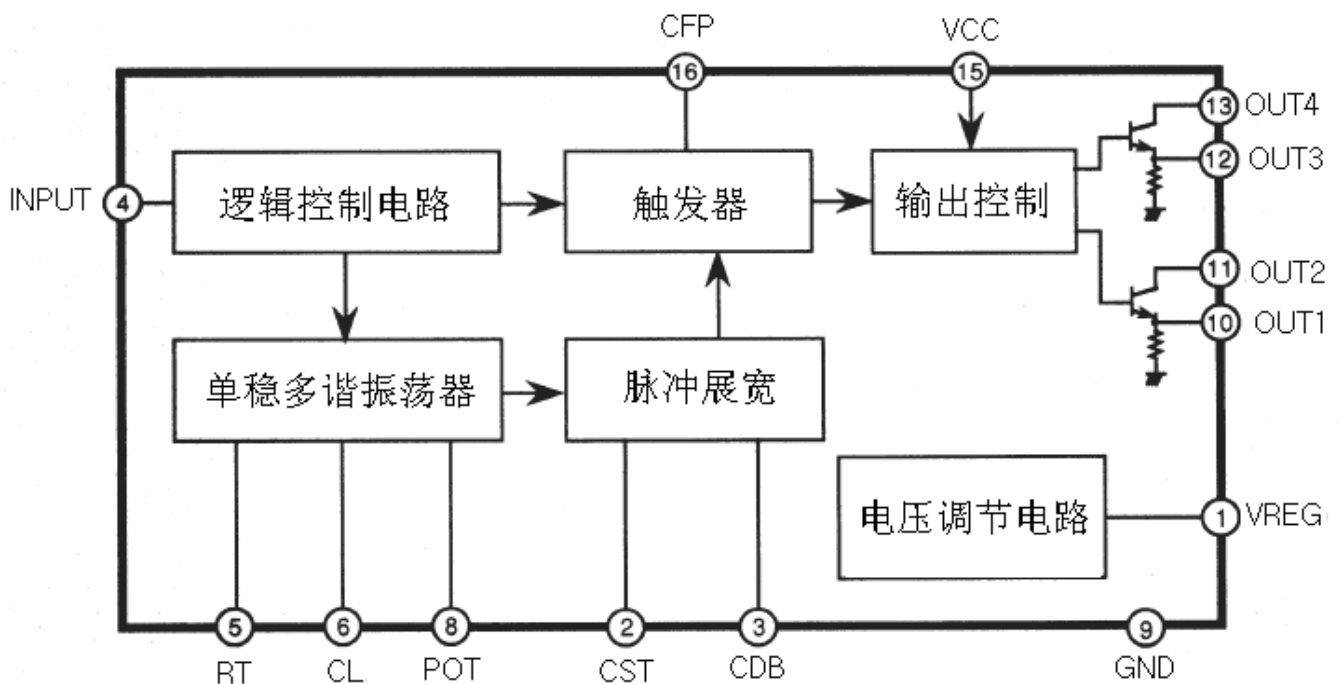 CFP
VCC
16
15
13
OUT4
12
OUT3
INPUT
4
逻辑控制电路
触发器
输出控制
11
OUT2
10
OUT1
单稳多谐振荡器
脉冲展宽
电压调节电路
1
VREG
5
6
8
2
3
9
RT
CL
POT
CST
CDB
GND